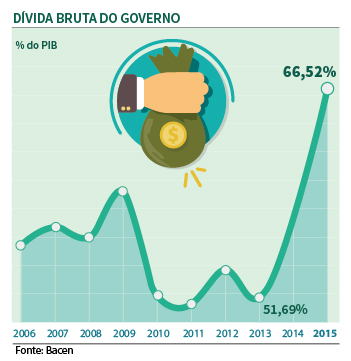 DÍVIDA BRUTA DO GOVERNO
% do PIB
66,52%
$
51,69%
2006 2007 2008 2009 2010 2011 2012 2013 2014 2015
Fonte: Bacen